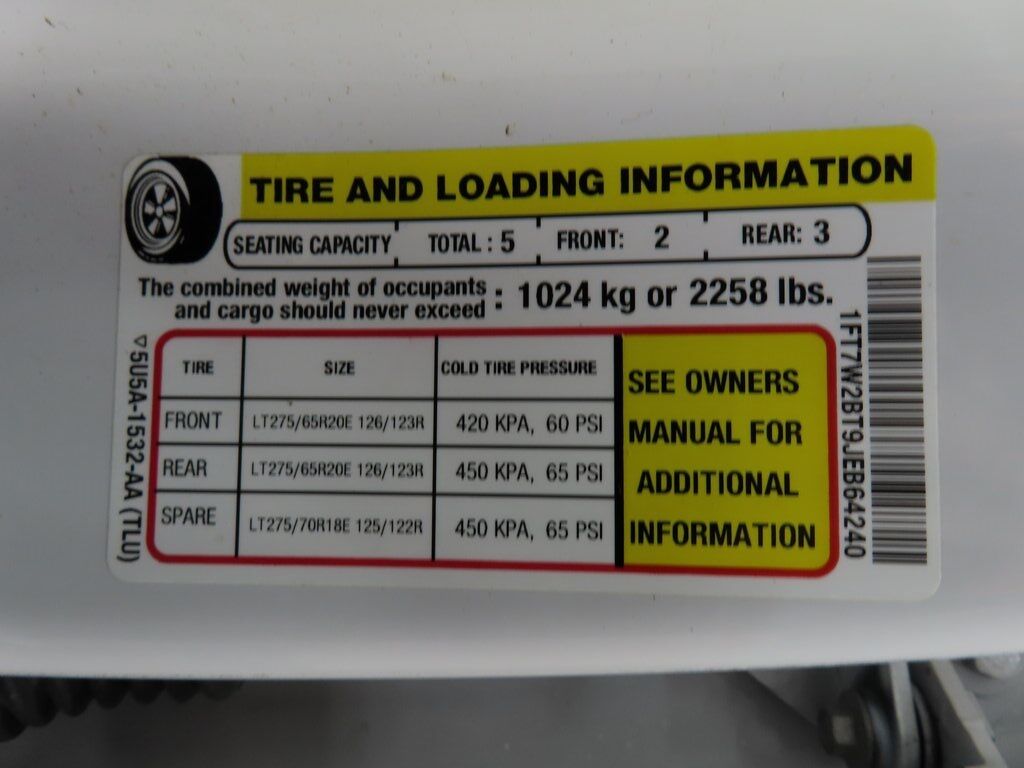 TIRE AND LOADING INFORMATION
SEATING CAPACITY TOTAL : 5 FRONT: 2 REAR: 3
The combined weight of occupants
and cargo should never exceed : 1024 kg or 2258 lbs.
TIRE SIZE COLD TIRE PRESSURE
FRONT LT275/65R20E 126/123R 420 KPA, 60 PSI
REAR LT275/65R20E 126/123R 450 KPA, 65 PSI
SPARE LT275/70R18E 125/122R 450 KPA, 65 PSI
SEE OWNERS
MANUAL FOR
ADDITIONAL
INFORMATION
▽5U5A-1532-AA (TLU)
1FT7W2BT9JEB64240